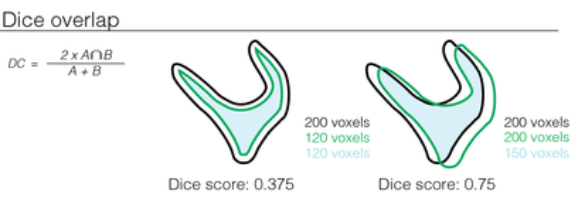 Dice overlap
DC = 2 x A∩B / A + B
200 voxels
120 voxels
120 voxels
Dice score: 0.375
200 voxels
200 voxels
150 voxels
Dice score: 0.75